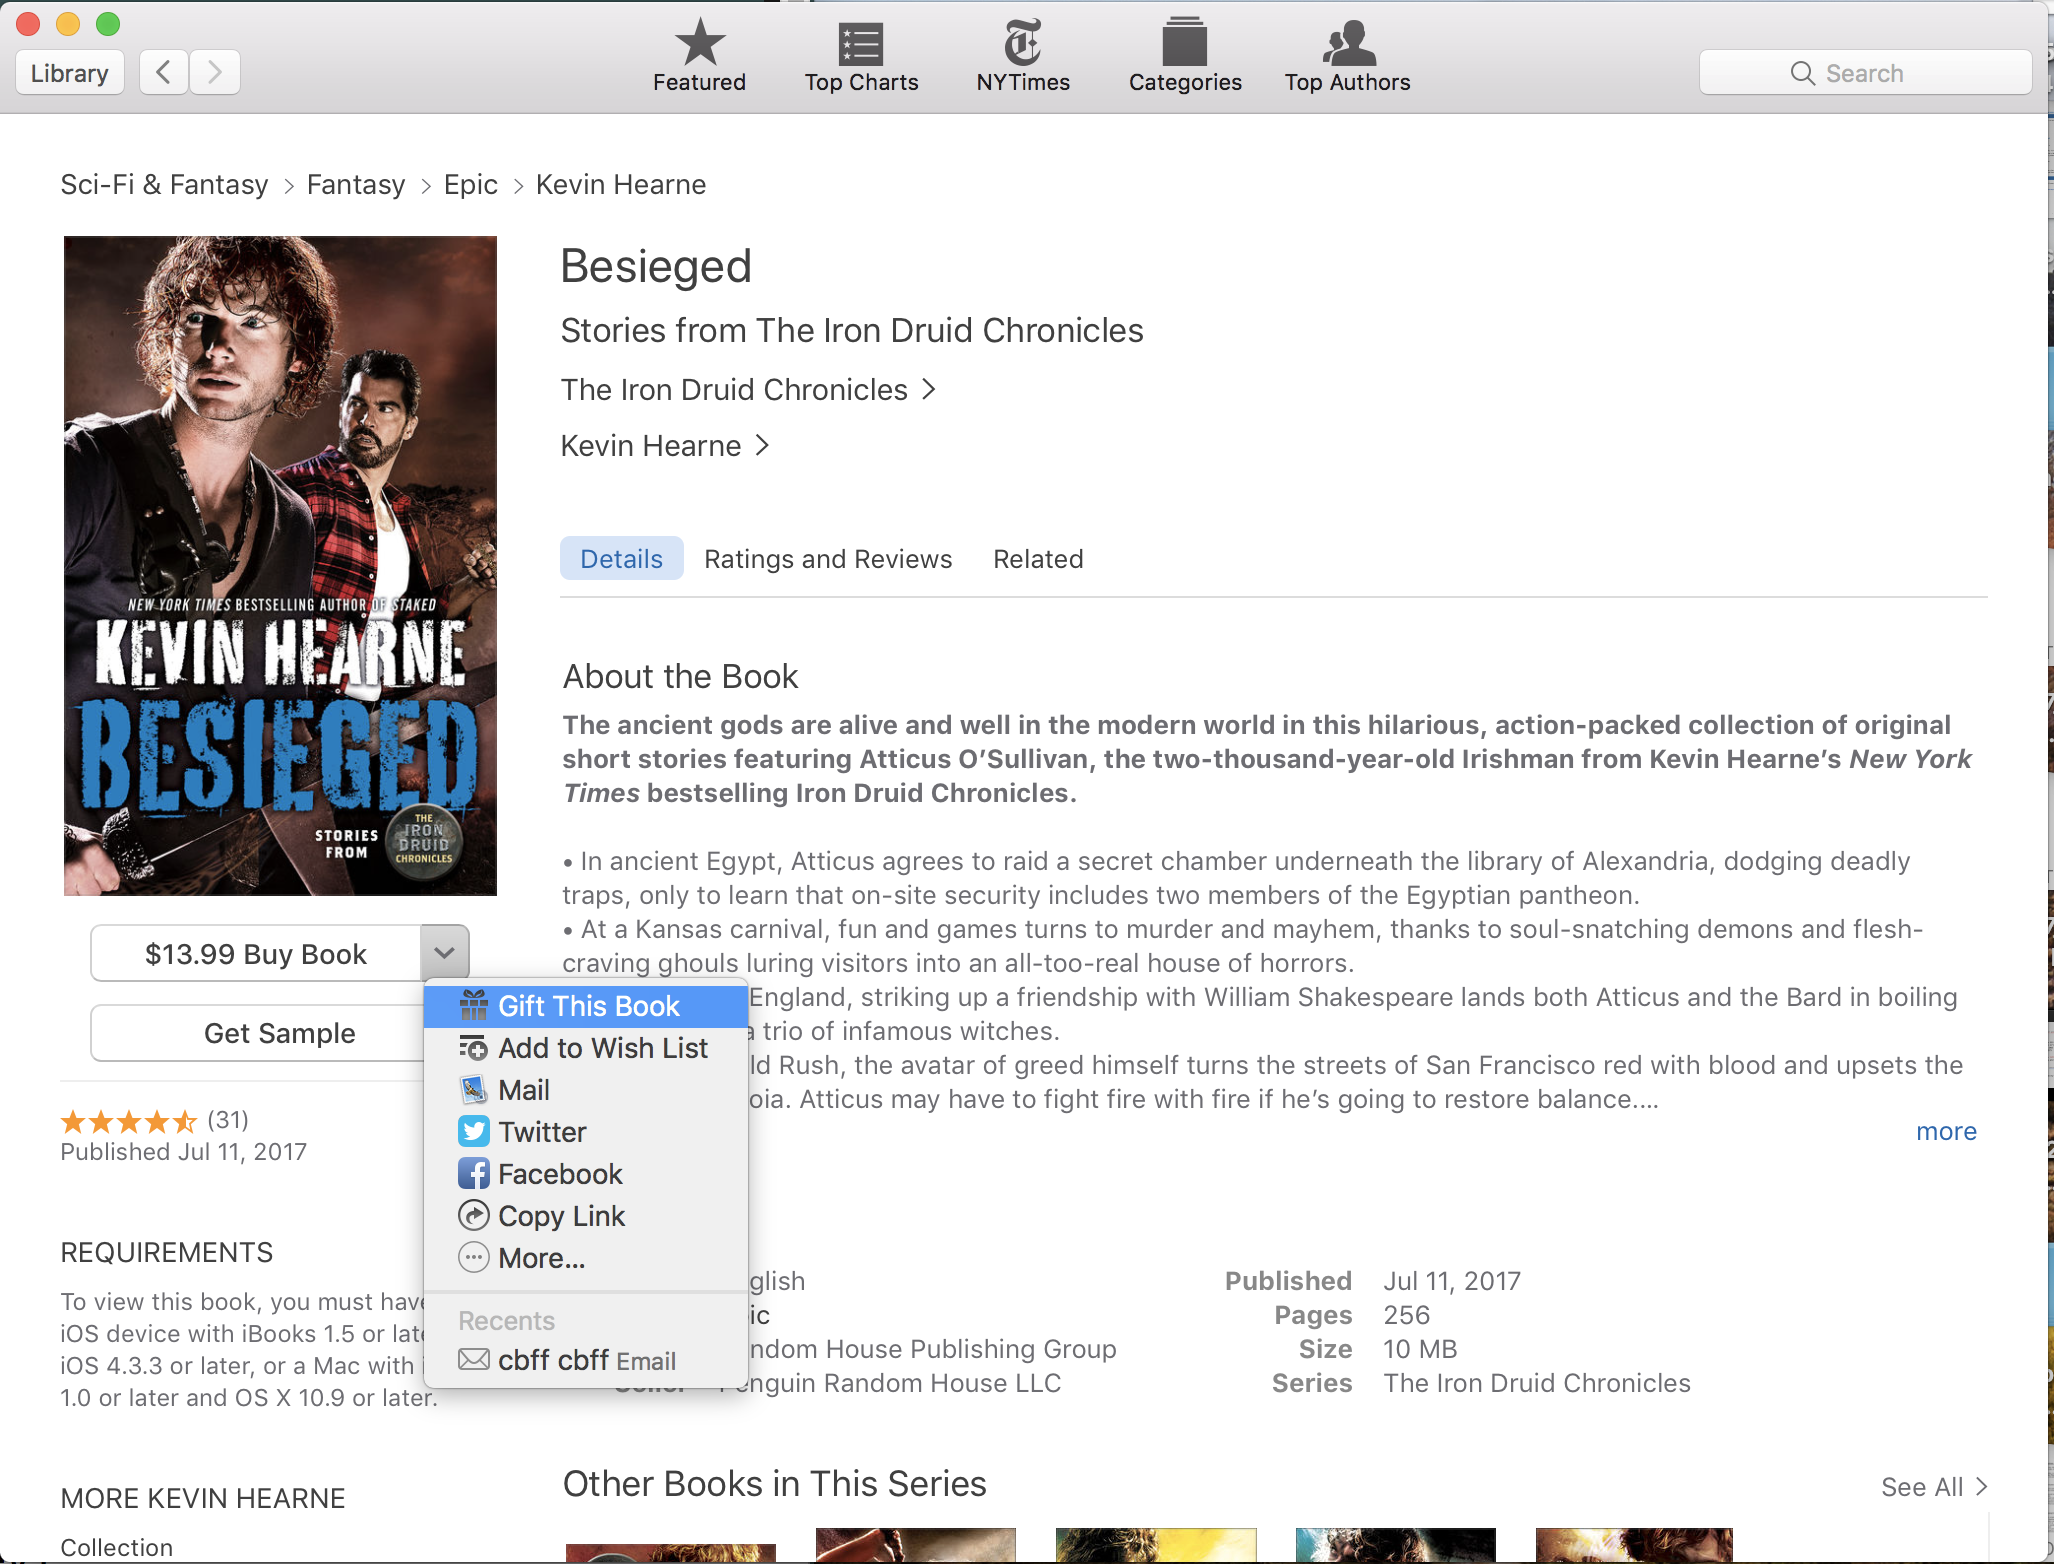 Library
Featured
Top Charts
NYTimes
Categories
Top Authors
Search
Sci-Fi & Fantasy > Fantasy > Epic > Kevin Hearne
NEW YORK TIMES BESTSELLING AUTHOR OF STAKED
KEVIN HEARNE
BESIEGED
STORIES FROM
THE IRON DRUID CHRONICLES
Besieged
Stories from The Iron Druid Chronicles
The Iron Druid Chronicles >
Kevin Hearne >
Details Ratings and Reviews Related
About the Book
The ancient gods are alive and well in the modern world in this hilarious, action-packed collection of original
short stories featuring Atticus O’Sullivan, the two-thousand-year-old Irishman from Kevin Hearne’s New York
Times bestselling Iron Druid Chronicles.
• In ancient Egypt, Atticus agrees to raid a secret chamber underneath the library of Alexandria, dodging deadly
traps, only to learn that on-site security includes two members of the Egyptian pantheon.
• At a Kansas carnival, fun and games turns to murder and mayhem, thanks to soul-snatching demons and flesh-
craving ghouls luring visitors into an all-too-real house of horrors.
England, striking up a friendship with William Shakespeare lands both Atticus and the Bard in boiling
a trio of infamous witches.
ld Rush, the avatar of greed himself turns the streets of San Francisco red with blood and upsets the
oia. Atticus may have to fight fire with fire if he’s going to restore balance.…
more
$13.99 Buy Book
Get Sample
Gift This Book
Add to Wish List
Mail
Twitter
Facebook
Copy Link
More...
Recents
cbff cbff Email
(31)
Published Jul 11, 2017
REQUIREMENTS
To view this book, you must have
iOS device with iBooks 1.5 or late
iOS 4.3.3 or later, or a Mac with
1.0 or later and OS X 10.9 or later.
MORE KEVIN HEARNE
Collection
glish
ic
ndom House Publishing Group
Seller Penguin Random House LLC
Published Jul 11, 2017
Pages 256
Size 10 MB
Series The Iron Druid Chronicles
Other Books in This Series
See All >